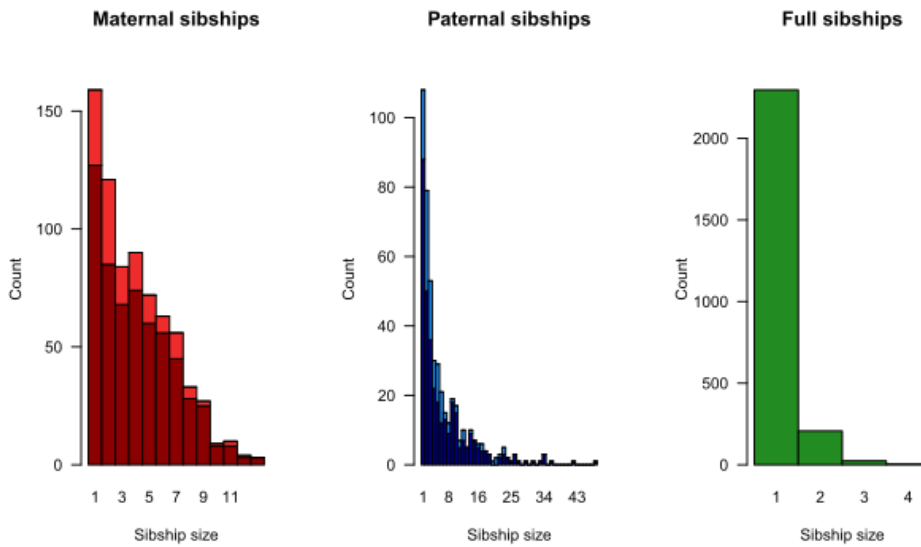 Maternal sibships
150
100
50
0
Count
1 3 5 7 9 11
Sibship size
Paternal sibships
100
80
60
40
20
0
Count
1 8 16 25 34 43
Sibship size
Full sibships
2000
1500
1000
500
0
Count
1 2 3 4
Sibship size